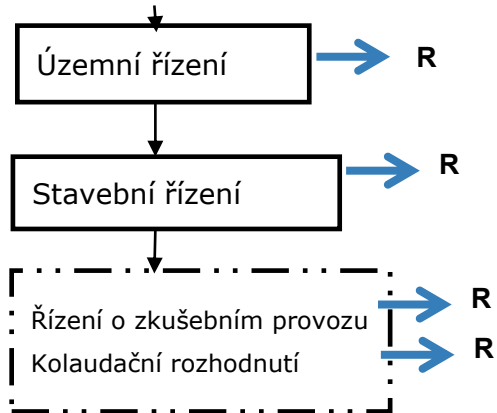 Územní řízení
R
Stavební řízení
R
Řízení o zkušebním provozu
R
Kolaudační rozhodnutí
R